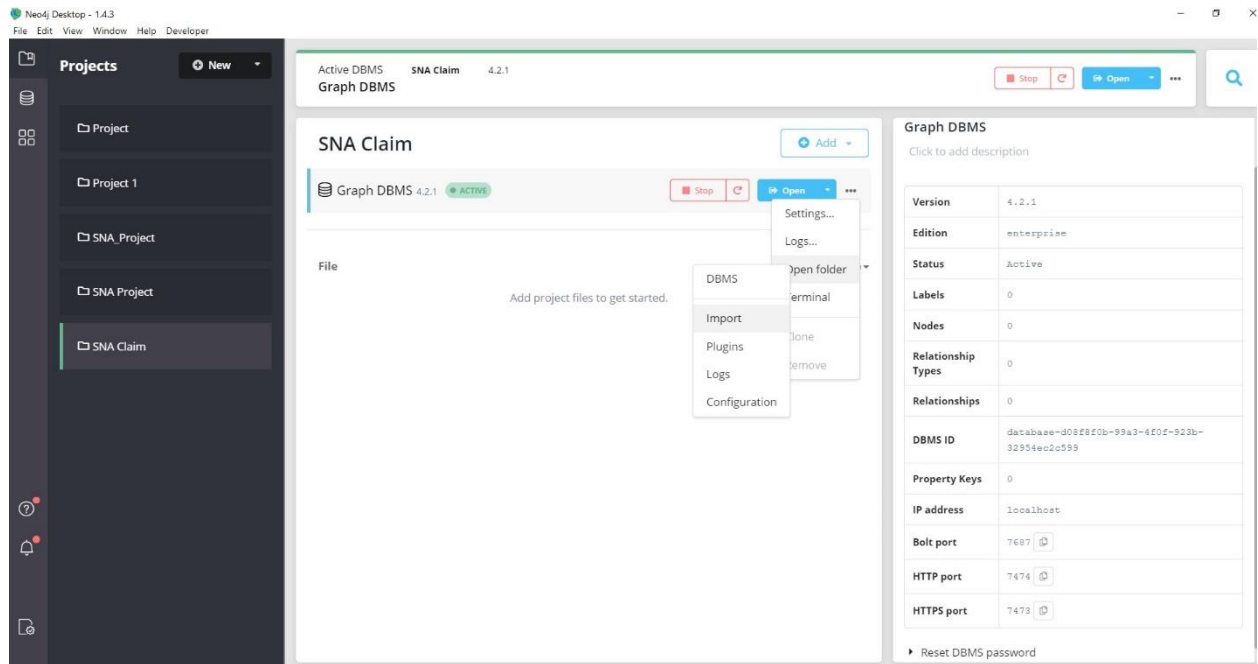 Neo4j Desktop - 1.4.3
File Edit View Window Help Developer
Projects
New
Project
Project 1
SNA_Project
SNA Project
SNA Claim
Active DBMS SNA Claim 4.2.1
Graph DBMS
Stop
Open
SNA Claim
Add
Graph DBMS 4.2.1 ACTIVE
Stop
Open
Settings...
Logs...
Open folder
Terminal
Clone
Remove
DBMS
Import
Plugins
Logs
Configuration
File
Add project files to get started.
Graph DBMS
Click to add description
Version 4.2.1
Edition enterprise
Status Active
Labels 0
Nodes 0
Relationship
Types 0
Relationships 0
DBMS ID database-d08f8f0b-99a3-4f0f-923b-
32954ec2c599
Property Keys 0
IP address localhost
Bolt port 7687
HTTP port 7474
HTTPS port 7473
Reset DBMS password